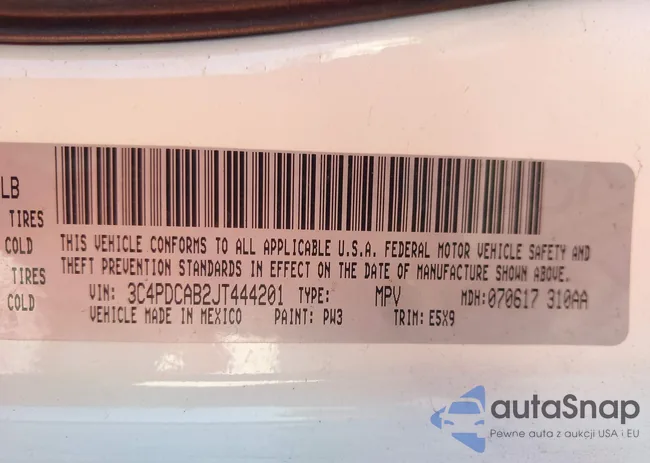 LB
TIRES
COLD
TIRES
COLD
THIS VEHICLE CONFORMS TO ALL APPLICABLE U.S.A. FEDERAL MOTOR VEHICLE SAFETY AND
THEFT PREVENTION STANDARDS IN EFFECT ON THE DATE OF MANUFACTURE SHOWN ABOVE.
VIN: 3C4PDCAB2JT444201 TYPE: MPV MDH: 070617 310AA
VEHICLE MADE IN MEXICO PAINT: PW3 TRIM: E5X9
autaSnap
Pewne auta z aukcji USA i EU